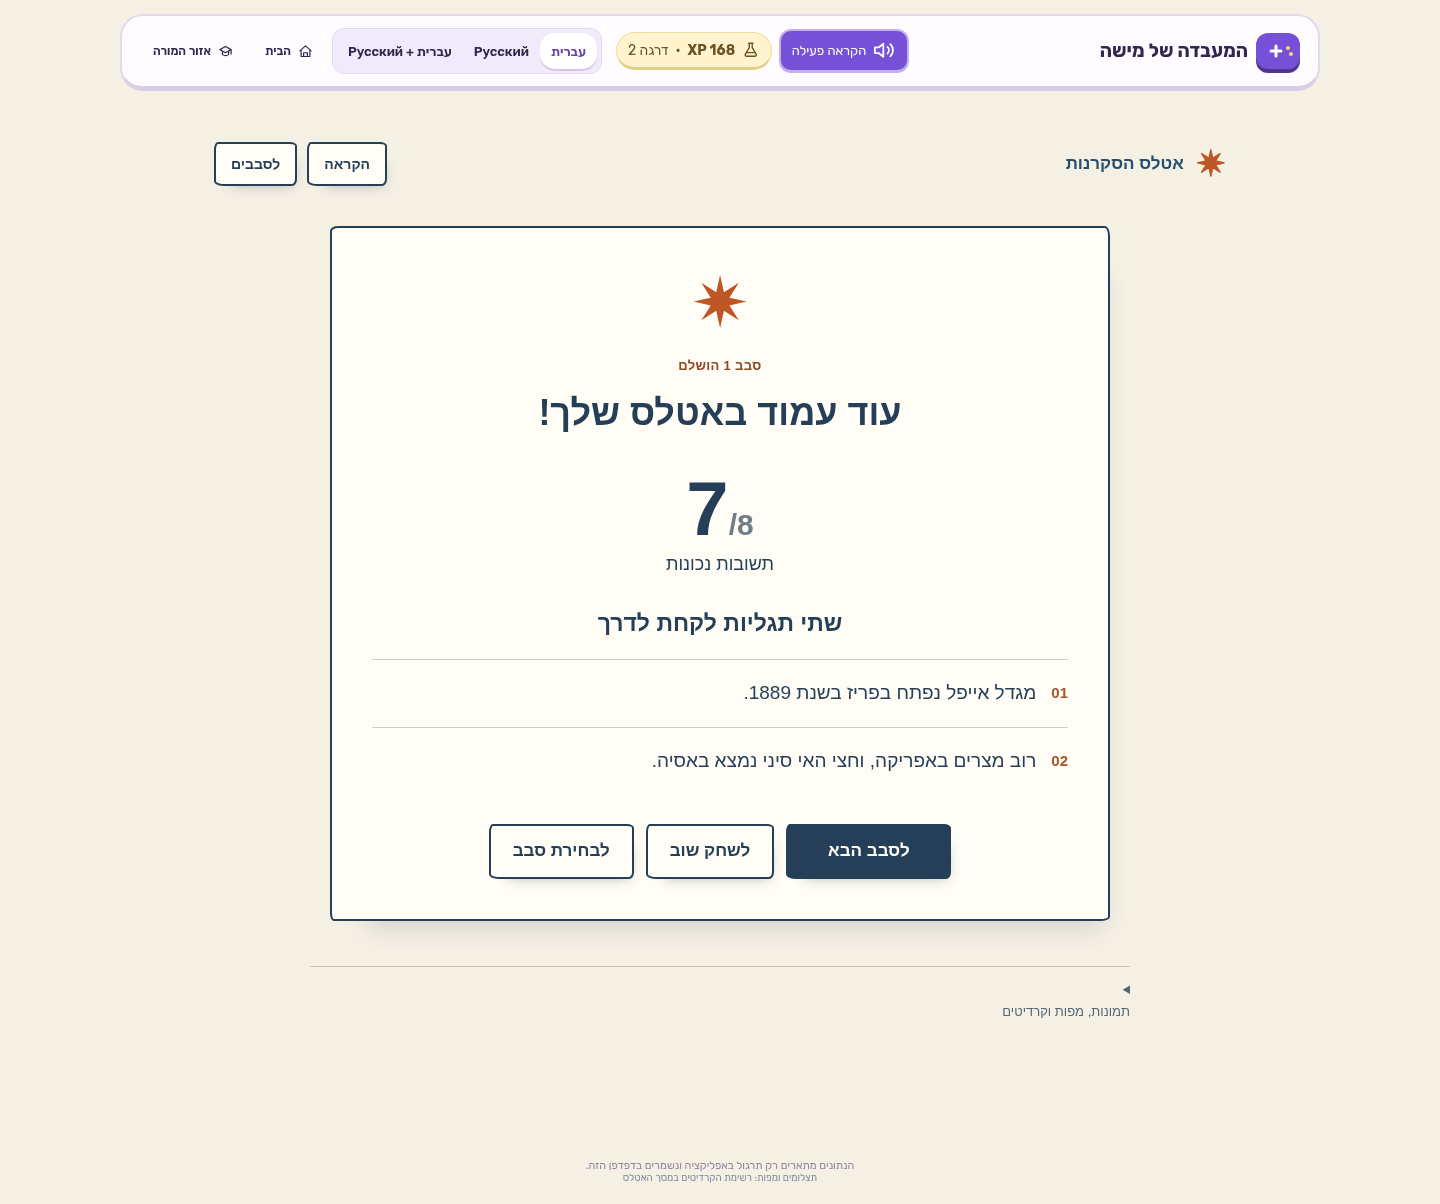 המעבדה של מישה
הקראה פעילה
168 XP • דרגה 2
עברית
Русский
עברית + Русский
הבית
אזור המורה
אטלס הסקרנות
הקראה
לסבבים
סבב 1 הושלם
עוד עמוד באטלס שלך!
7/8
תשובות נכונות
שתי תגליות לקחת לדרך
01 מגדל אייפל נפתח בפריז בשנת 1889.
02 רוב מצרים באפריקה, וחצי האי סיני נמצא באסיה.
לסבב הבא
לשחק שוב
לבחירת סבב
תמונות, מפות וקרדיטים
הנתונים מתארים רק תרגול באפליקציה ונשמרים בדפדפן הזה.
תצלומים ומפות: רשימת הקרדיטים במסך האטלס